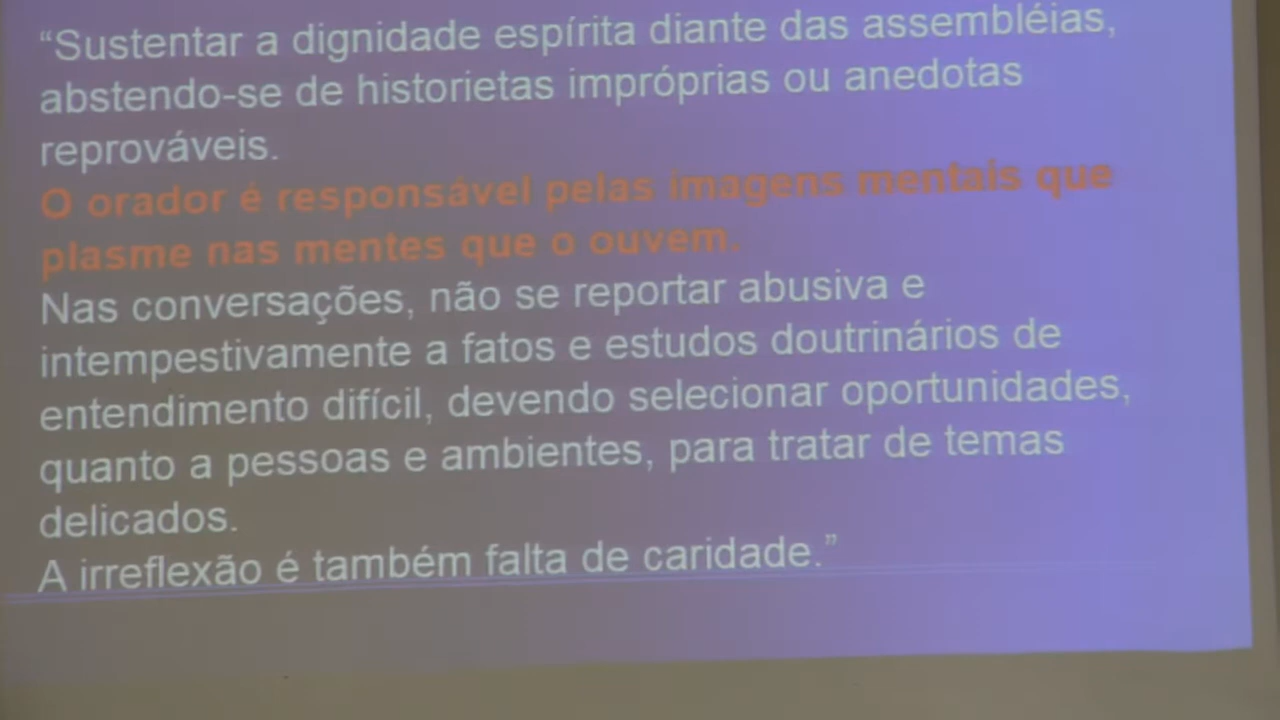 “Sustentar a dignidade espírita diante das assembléias,
abstendo-se de historietas impróprias ou anedotas
reprováveis.
O orador é responsável pelas imagens mentais que
plasme nas mentes que o ouvem.
Nas conversações, não se reportar abusiva e
intempestivamente a fatos e estudos doutrinários de
entendimento difícil, devendo selecionar oportunidades,
quanto a pessoas e ambientes, para tratar de temas
delicados.
A irreflexão é também falta de caridade.”